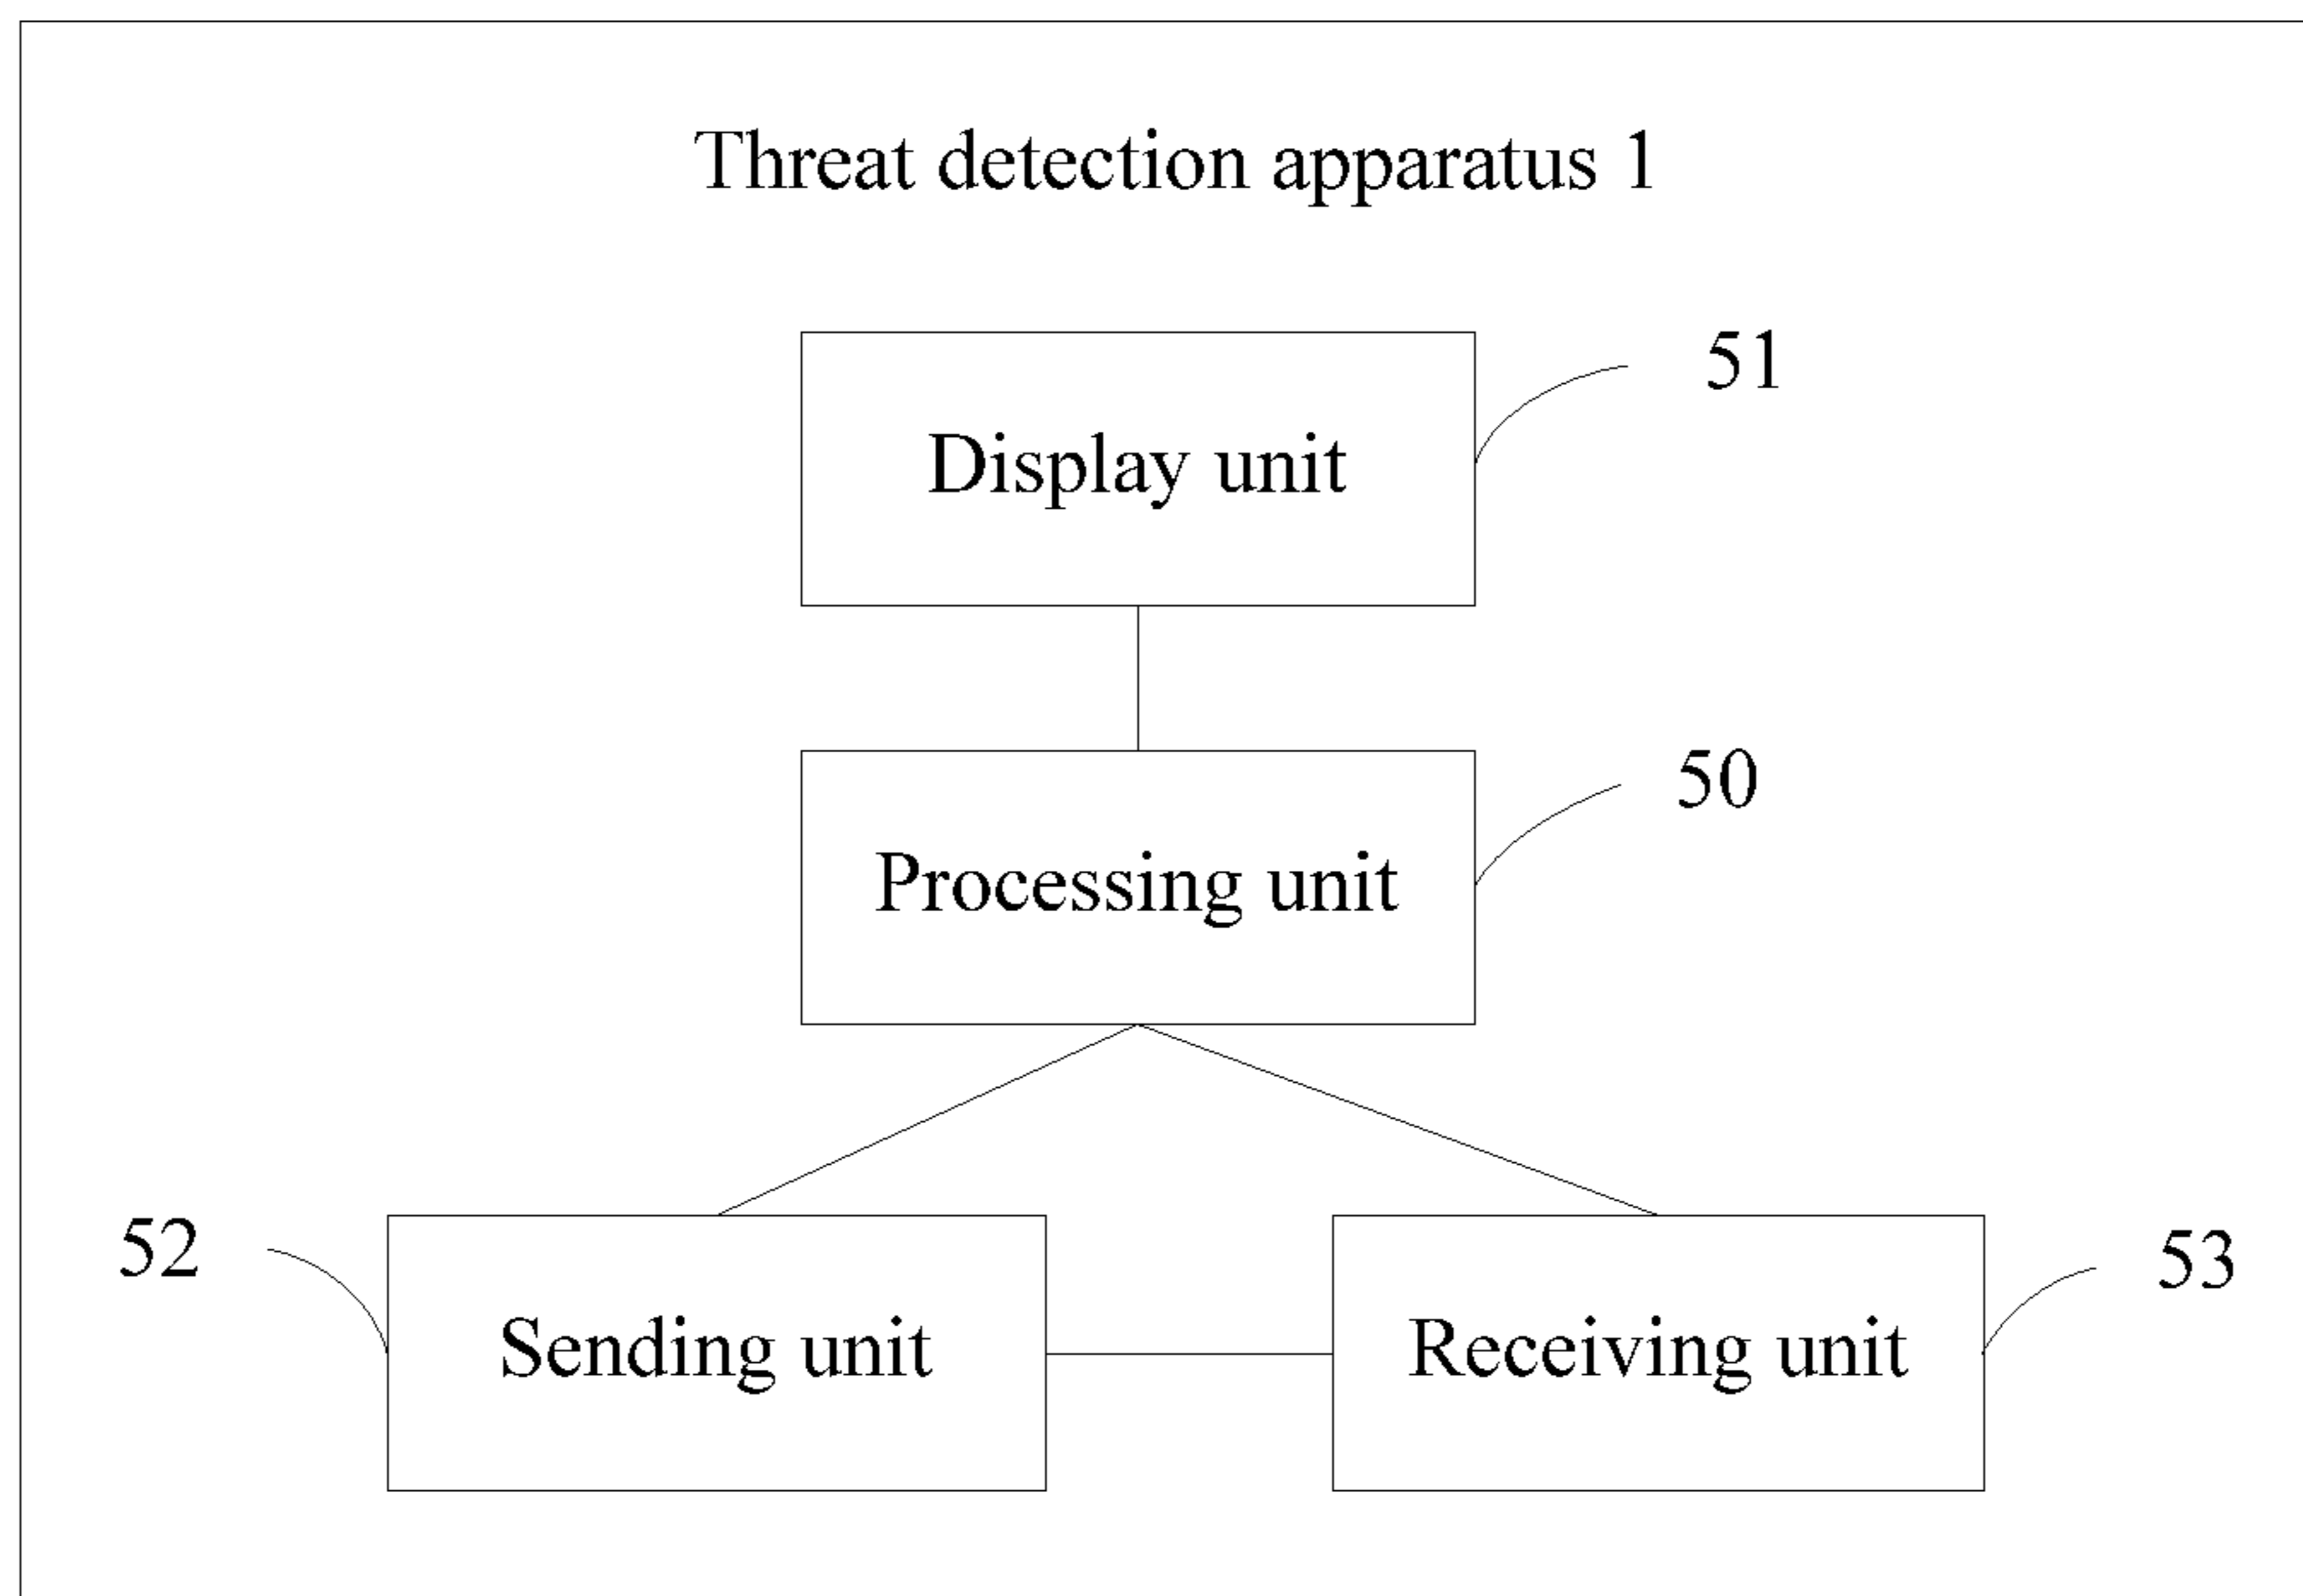 Threat detection apparatus 1
51
Display unit
50
Processing unit
52
53
Sending unit
Receiving unit